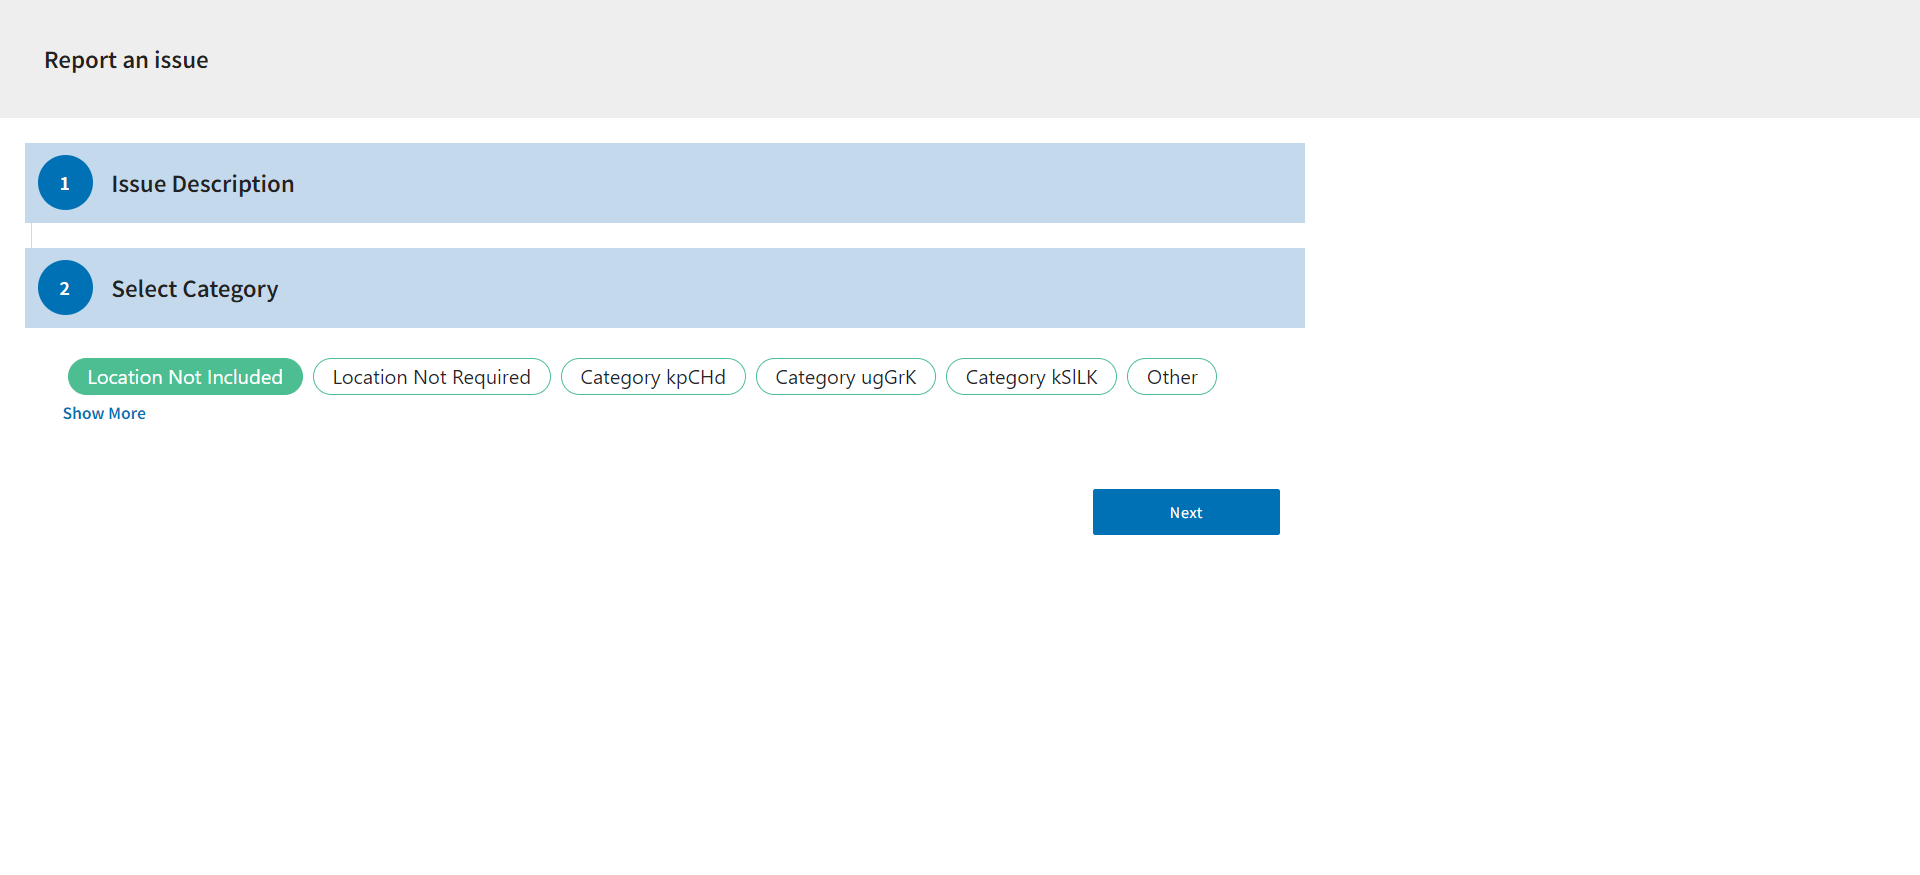 Report an issue
1 Issue Description
2 Select Category
Location Not Included Location Not Required Category kpCHd Category ugGrK Category kSlLK Other
Show More
Next